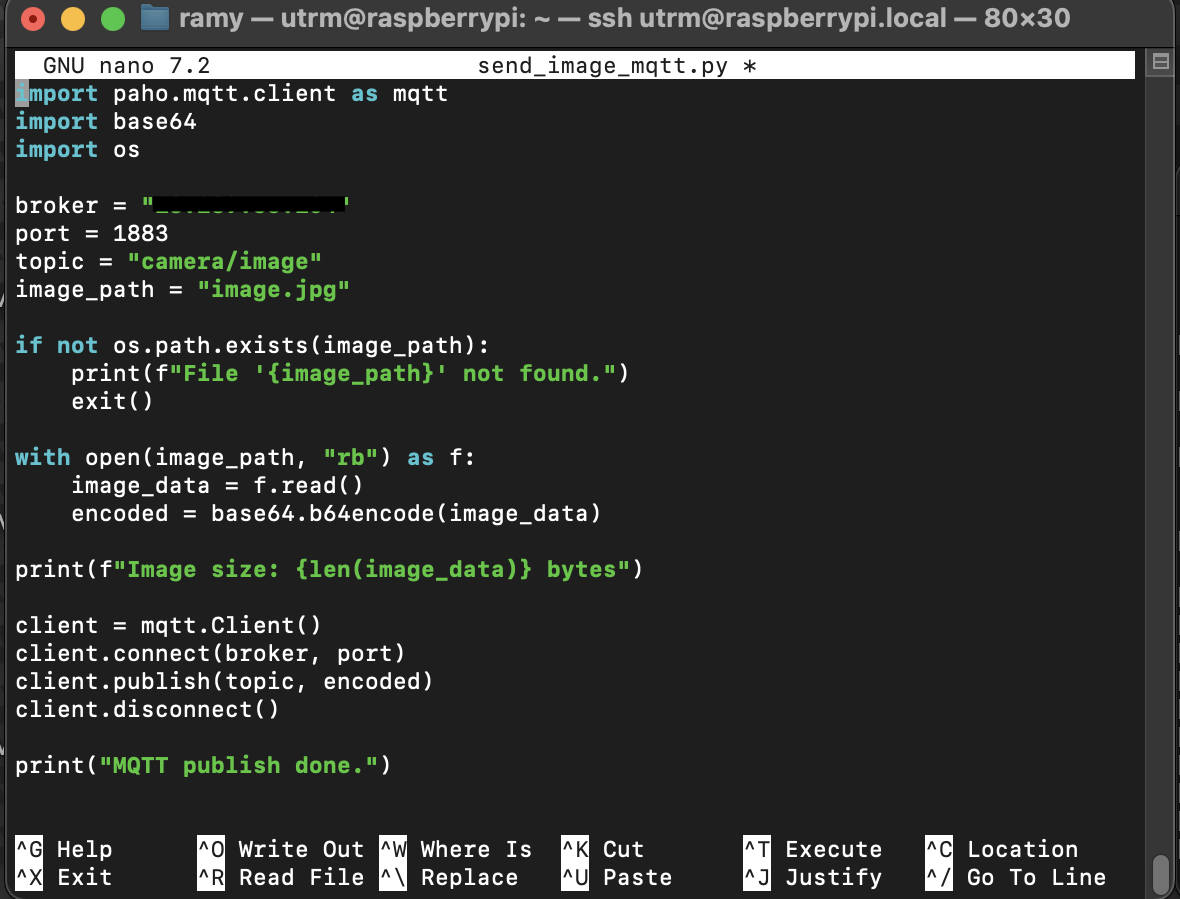 ramy — utrm@raspberrypi: ~ — ssh utrm@raspberrypi.local — 80×30
GNU nano 7.2 send_image_mqtt.py *
import paho.mqtt.client as mqtt
import base64
import os
broker = "
port = 1883
topic = "camera/image"
image_path = "image.jpg"
if not os.path.exists(image_path):
    print(f"File '{image_path}' not found.")
    exit()
with open(image_path, "rb") as f:
    image_data = f.read()
    encoded = base64.b64encode(image_data)
print(f"Image size: {len(image_data)} bytes")
client = mqtt.Client()
client.connect(broker, port)
client.publish(topic, encoded)
client.disconnect()
print("MQTT publish done.")
^G Help ^O Write Out ^W Where Is ^K Cut ^T Execute ^C Location
^X Exit ^R Read File ^\ Replace ^U Paste ^J Justify ^/ Go To Line